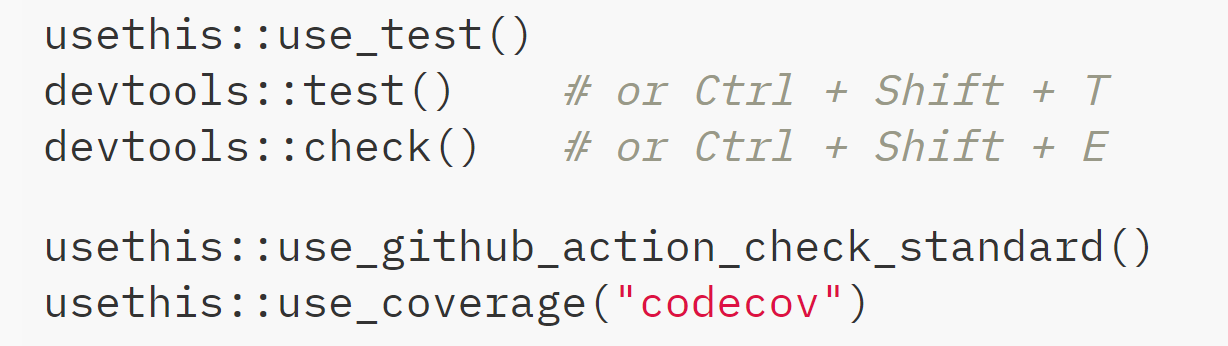 usethis::use_test()
devtools::test()    # or Ctrl + Shift + T
devtools::check()   # or Ctrl + Shift + E
usethis::use_github_action_check_standard()
usethis::use_coverage("codecov")